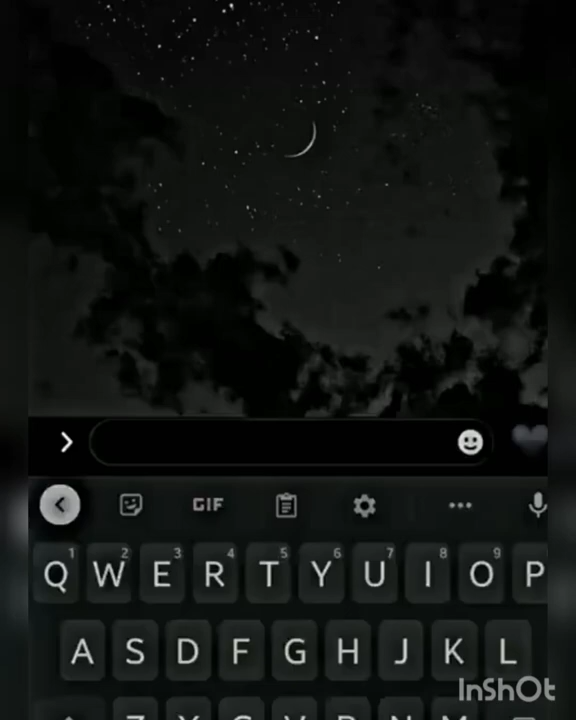 GIF
1 2 3 4 5 6 7 8 9
Q W E R T Y U I O P
A S D F G H J K L
InShOt